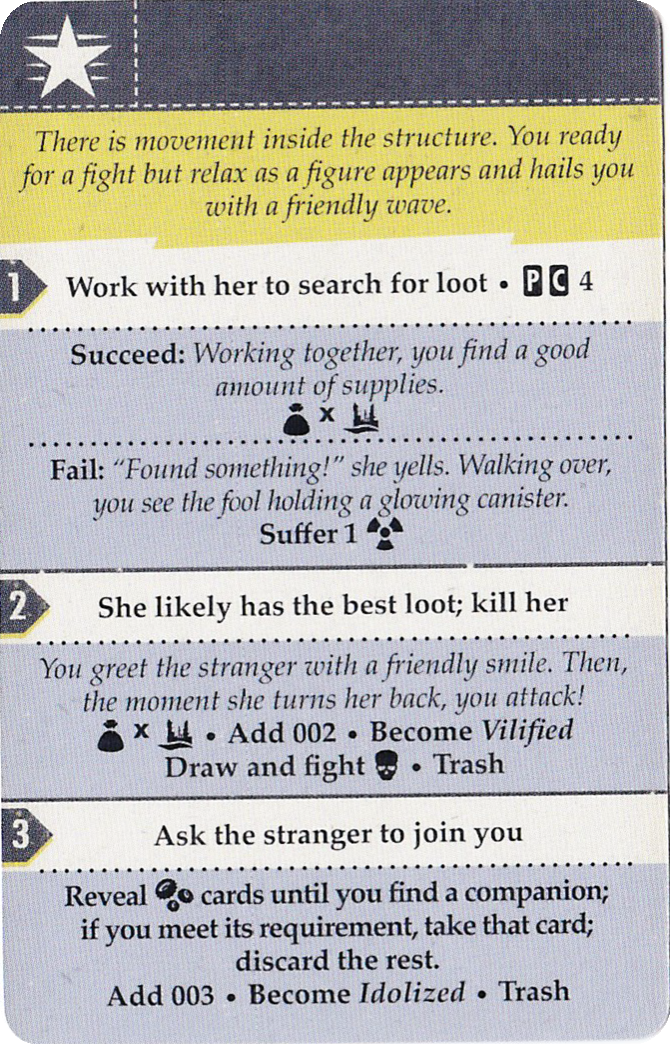 There is movement inside the structure. You ready
for a fight but relax as a figure appears and hails you
with a friendly wave.
1 Work with her to search for loot • P C 4
Succeed: Working together, you find a good
amount of supplies.
x
Fail: “Found something!” she yells. Walking over,
you see the fool holding a glowing canister.
Suffer 1
2 She likely has the best loot; kill her
You greet the stranger with a friendly smile. Then,
the moment she turns her back, you attack!
x • Add 002 • Become Vilified
Draw and fight • Trash
3 Ask the stranger to join you
Reveal cards until you find a companion;
if you meet its requirement, take that card;
discard the rest.
Add 003 • Become Idolized • Trash